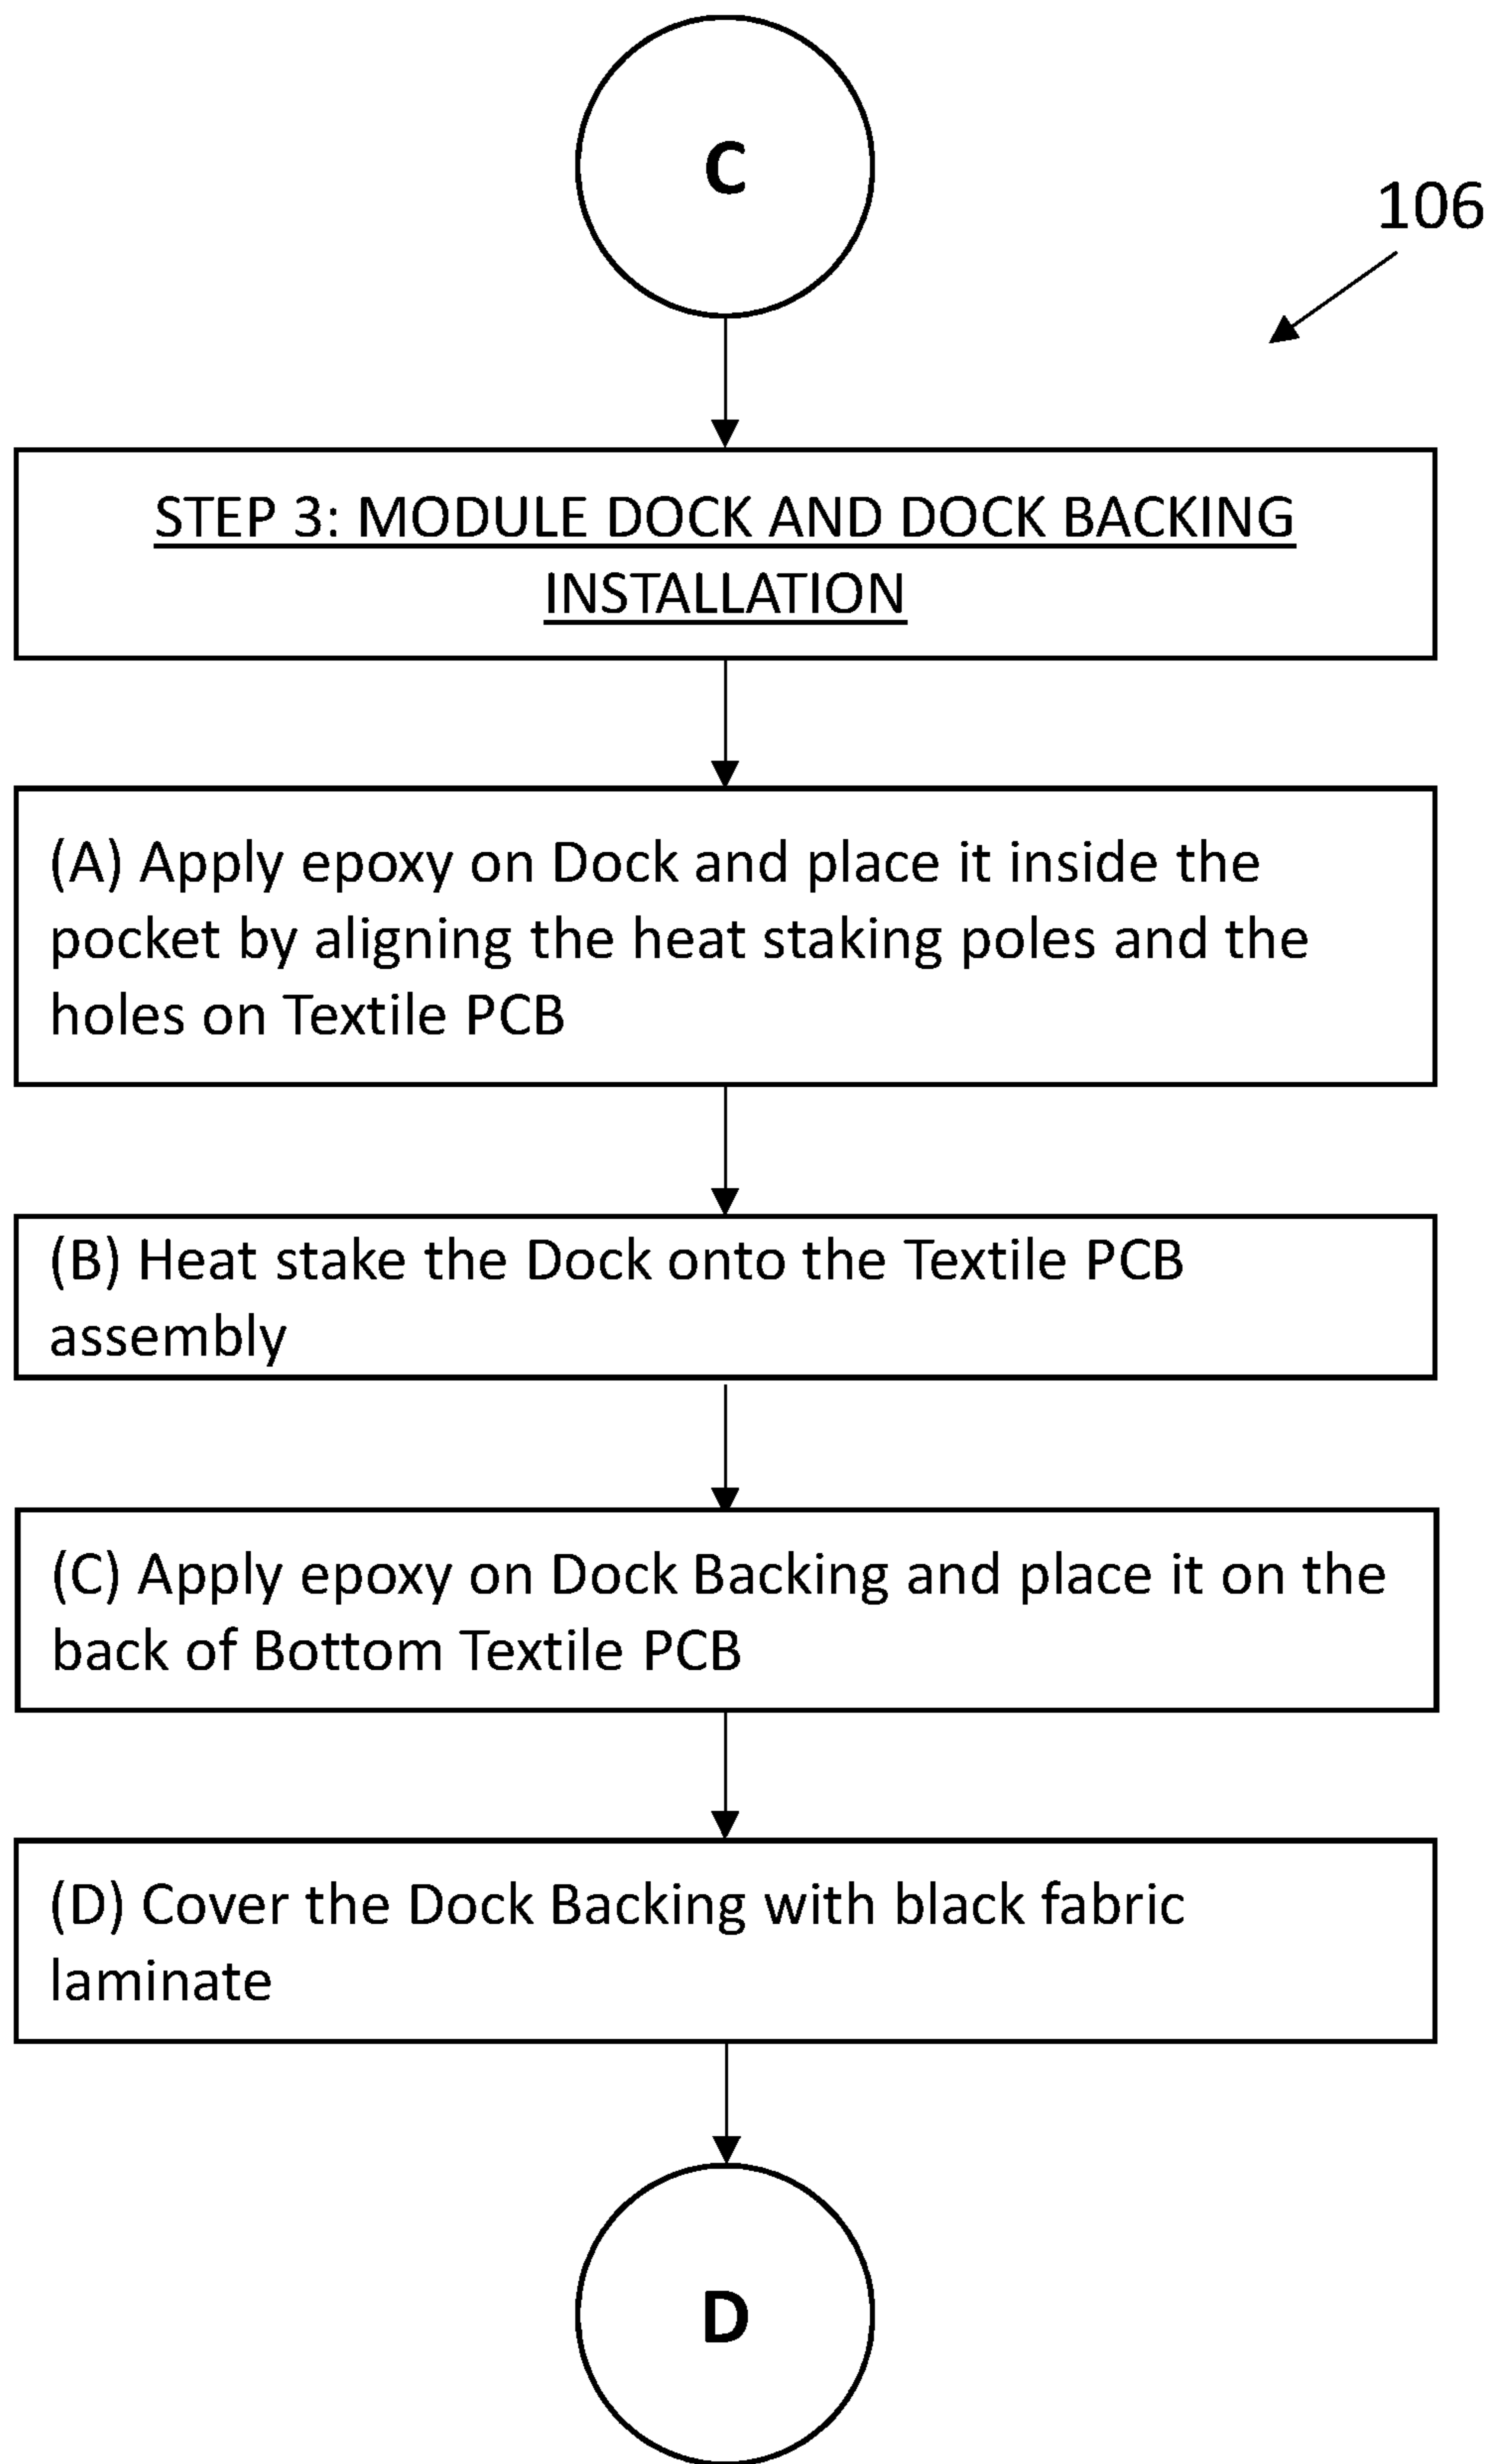 C
106
STEP 3: MODULE DOCK AND DOCK BACKING
INSTALLATION
(A) Apply epoxy on Dock and place it inside the
pocket by aligning the heat staking poles and the
holes on Textile PCB
(B) Heat stake the Dock onto the Textile PCB
assembly
(C) Apply epoxy on Dock Backing and place it on the
back of Bottom Textile PCB
(D) Cover the Dock Backing with black fabric
laminate
D